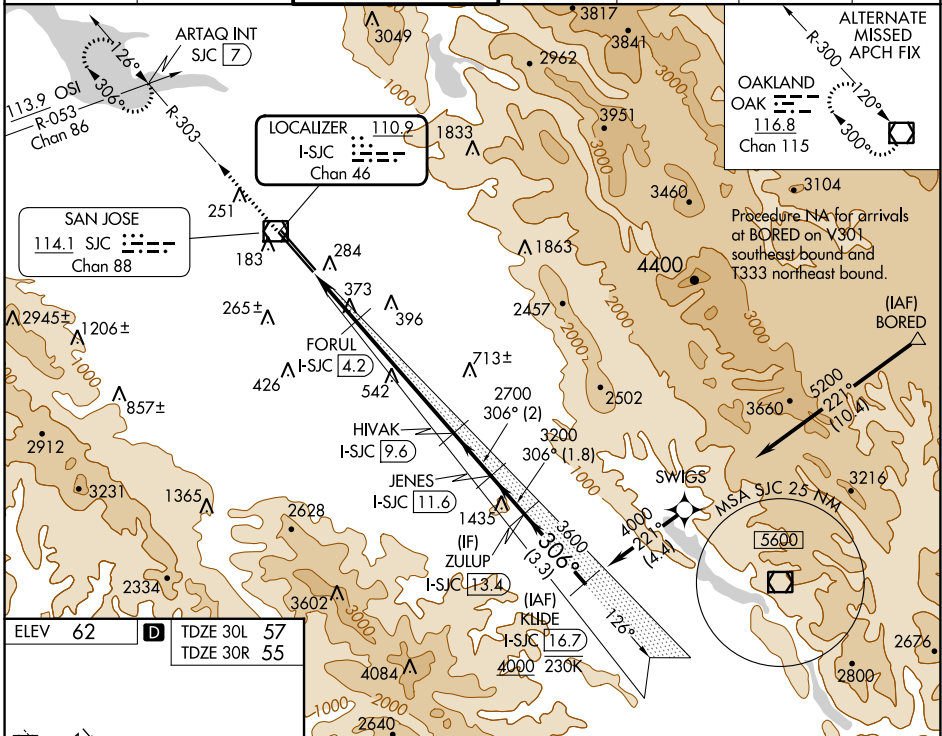 3049
3817
3841
2962
ARTAQ INT
SJC 7
126°
306°
113.9 OSI
R-053
Chan 86
R-303
1000
3000
2000
ALTERNATE
MISSED
APCH FIX
R-300
OAKLAND
OAK
116.8
Chan 115
120°
300°
LOCALIZER 110.9
I-SJC
Chan 46
1833
3951
3000
3460
3104
SAN JOSE
114.1 SJC
Chan 88
251
183
284
1863
4400
Procedure NA for arrivals
at BORED on V301
southeast bound and
T333 northeast bound.
2945±
1206±
1000
857±
265±
373
396
2457
2000
3000
(IAF)
BORED
FORUL
I-SJC 4.2
426
542
713±
2502
3660
5200
221°
(10.4)
2700
306° (2)
HIVAK
I-SJC 9.6
3200
306° (1.8)
JENES
I-SJC 11.6
2912
3231
1365
2628
1435
1000
SWIGS
4000
221°
(4.4)
3216
MSA SJC 25 NM
5600
(IF)
ZULUP
I-SJC 13.4
3600
306°
(3.3)
126°
(IAF)
KLIDE
I-SJC 16.7
4000 230K
2334
3602
3000
4084
1000
2000
2640
2676
2800
ELEV 62
D
TDZE 30L 57
TDZE 30R 55